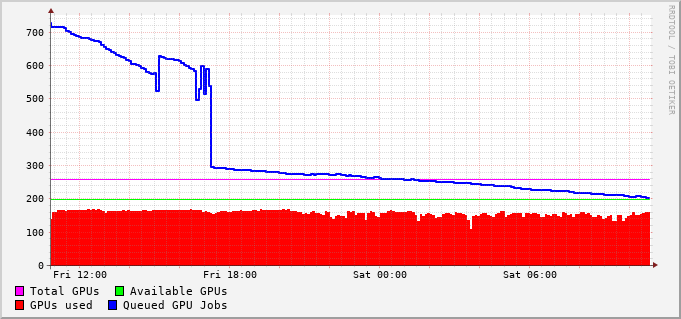 RRDTOOL / TOBI OETIKER
700
600
500
400
300
200
100
0
Fri 12:00 Fri 18:00 Sat 00:00 Sat 06:00
Total GPUs Available GPUs
GPUs used Queued GPU Jobs